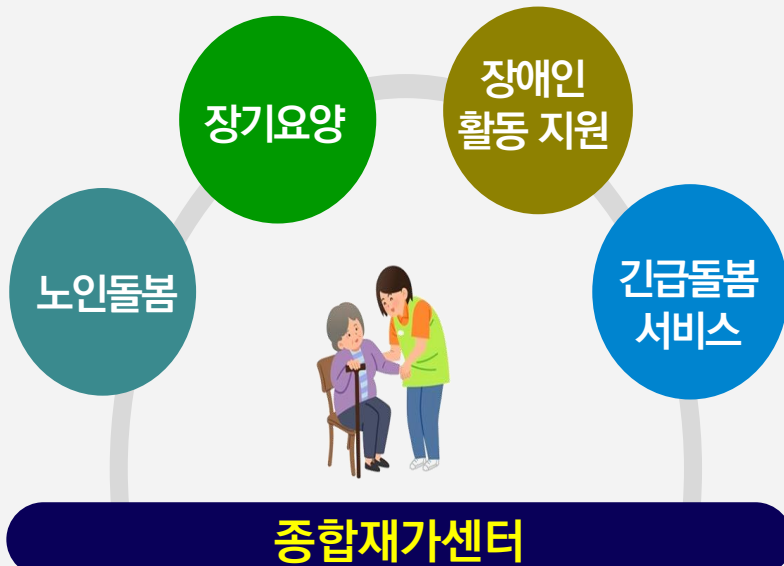 노인돌봄
장기요양
장애인
활동 지원
긴급돌봄
서비스
종합재가센터